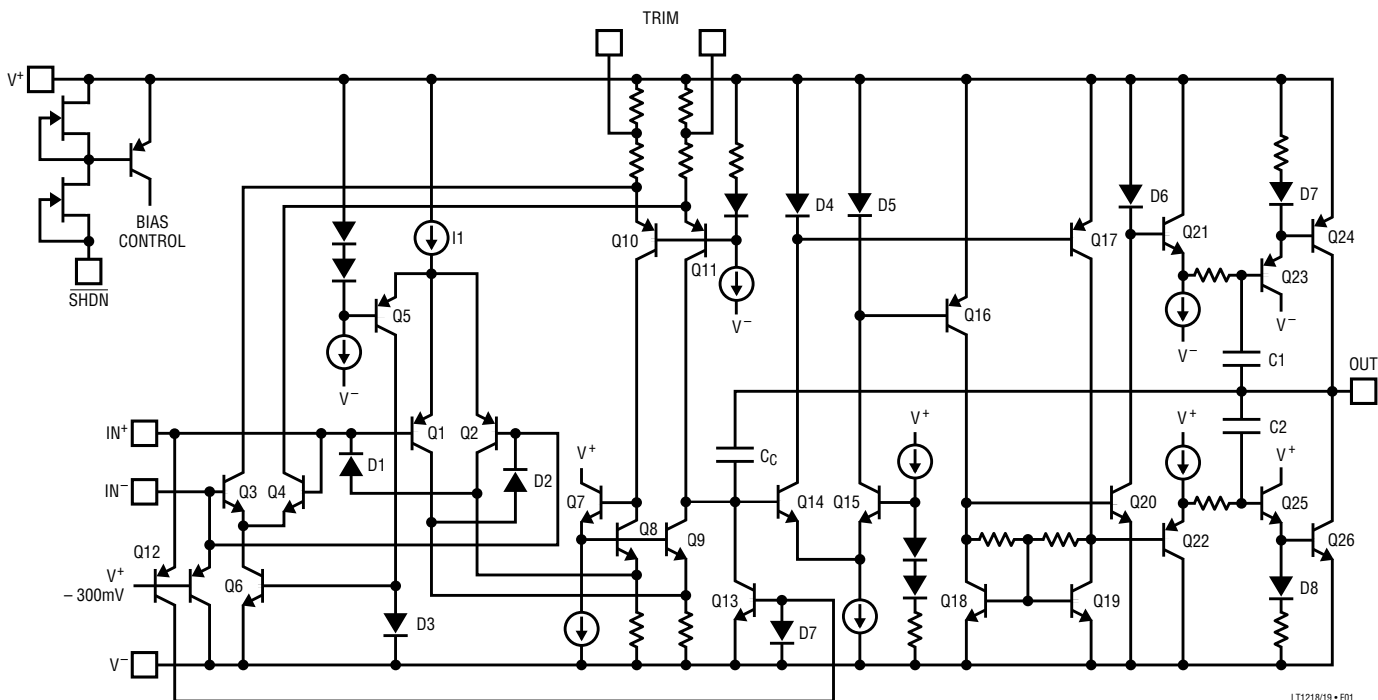 TRIM
V+
BIAS
CONTROL
SHDN
I1
Q5
V−
Q10
Q11
V−
D4
D5
Q17
Q16
D6
Q21
V−
D7
Q24
Q23
V−
C1
OUT
IN+
IN−
Q3
Q4
D1
Q1
Q2
D2
V+
Q7
Q8
Q9
CC
Q14
Q15
V+
Q20
V+
Q22
C2
V+
Q25
Q26
Q12
V+
− 300mV
Q6
D3
Q13
D7
Q18
Q19
D8
V−
LT1218/19 • F01